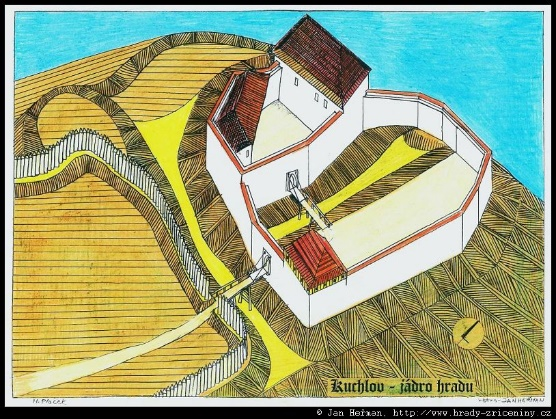 Kuchlov - jádro hradu
© Jan Heřman, http://www.hrady-zriceniny.cz